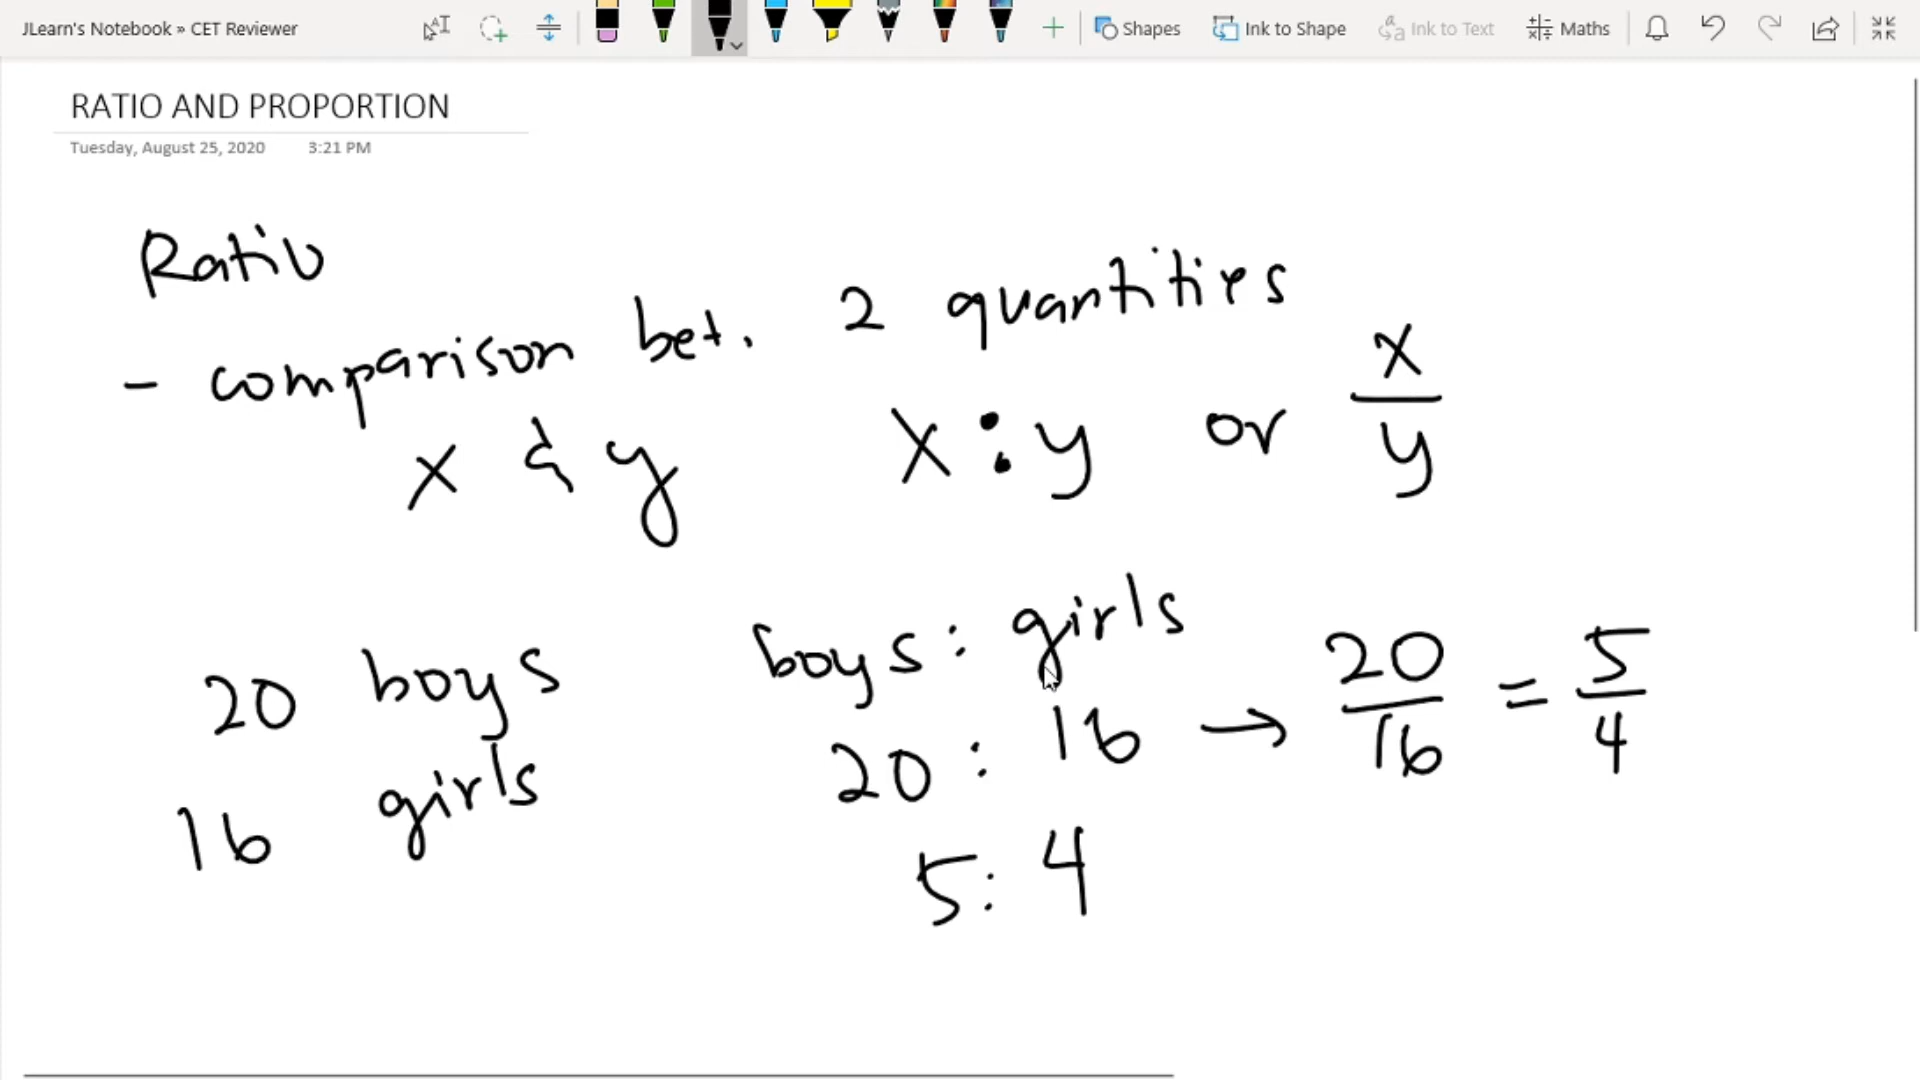 JLearn's Notebook » CET Reviewer
Shapes
Ink to Shape
Ink to Text
Maths
RATIO AND PROPORTION
Tuesday, August 25, 2020 3:21 PM
Ratio
- comparison bet. 2 quantities
x & y x : y or x/y
20 boys boys : girls
16 girls 20 : 16 → 20/16 = 5/4
5 : 4